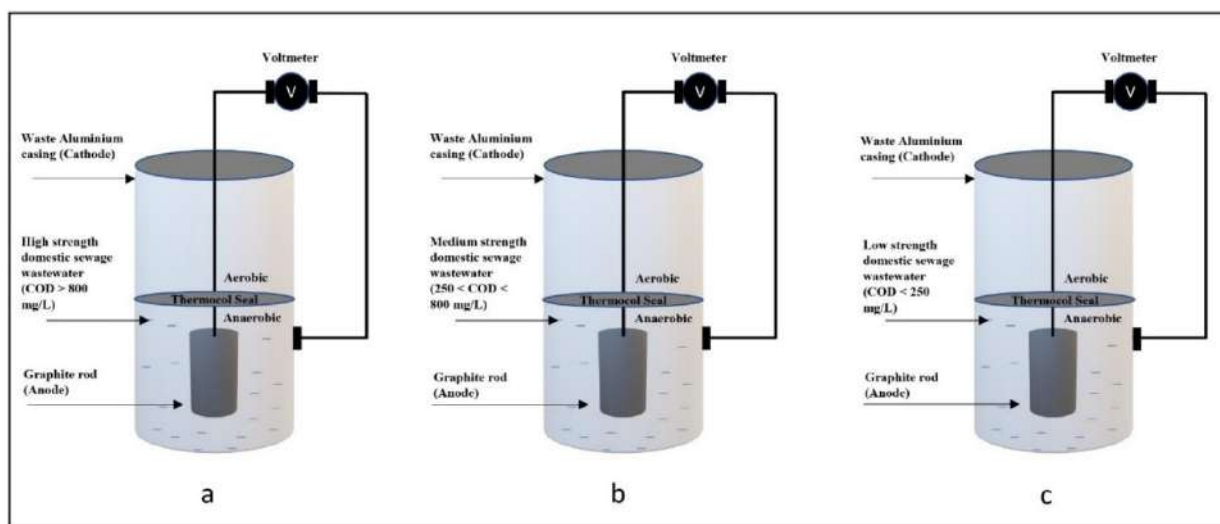 Voltmeter
V
Waste Aluminium
casing (Cathode)
High strength
domestic sewage
wastewater
(COD > 800
mg/L)
Aerobic
Thermocol Seal
Anaerobic
Graphite rod
(Anode)
a
Voltmeter
V
Waste Aluminium
casing (Cathode)
Medium strength
domestic sewage
wastewater
(250 < COD <
800 mg/L)
Aerobic
Thermocol Seal
Anaerobic
Graphite rod
(Anode)
b
Voltmeter
V
Waste Aluminium
casing (Cathode)
Low strength
domestic sewage
wastewater
(COD < 250
mg/L)
Aerobic
Thermocol Seal
Anaerobic
Graphite rod
(Anode)
c